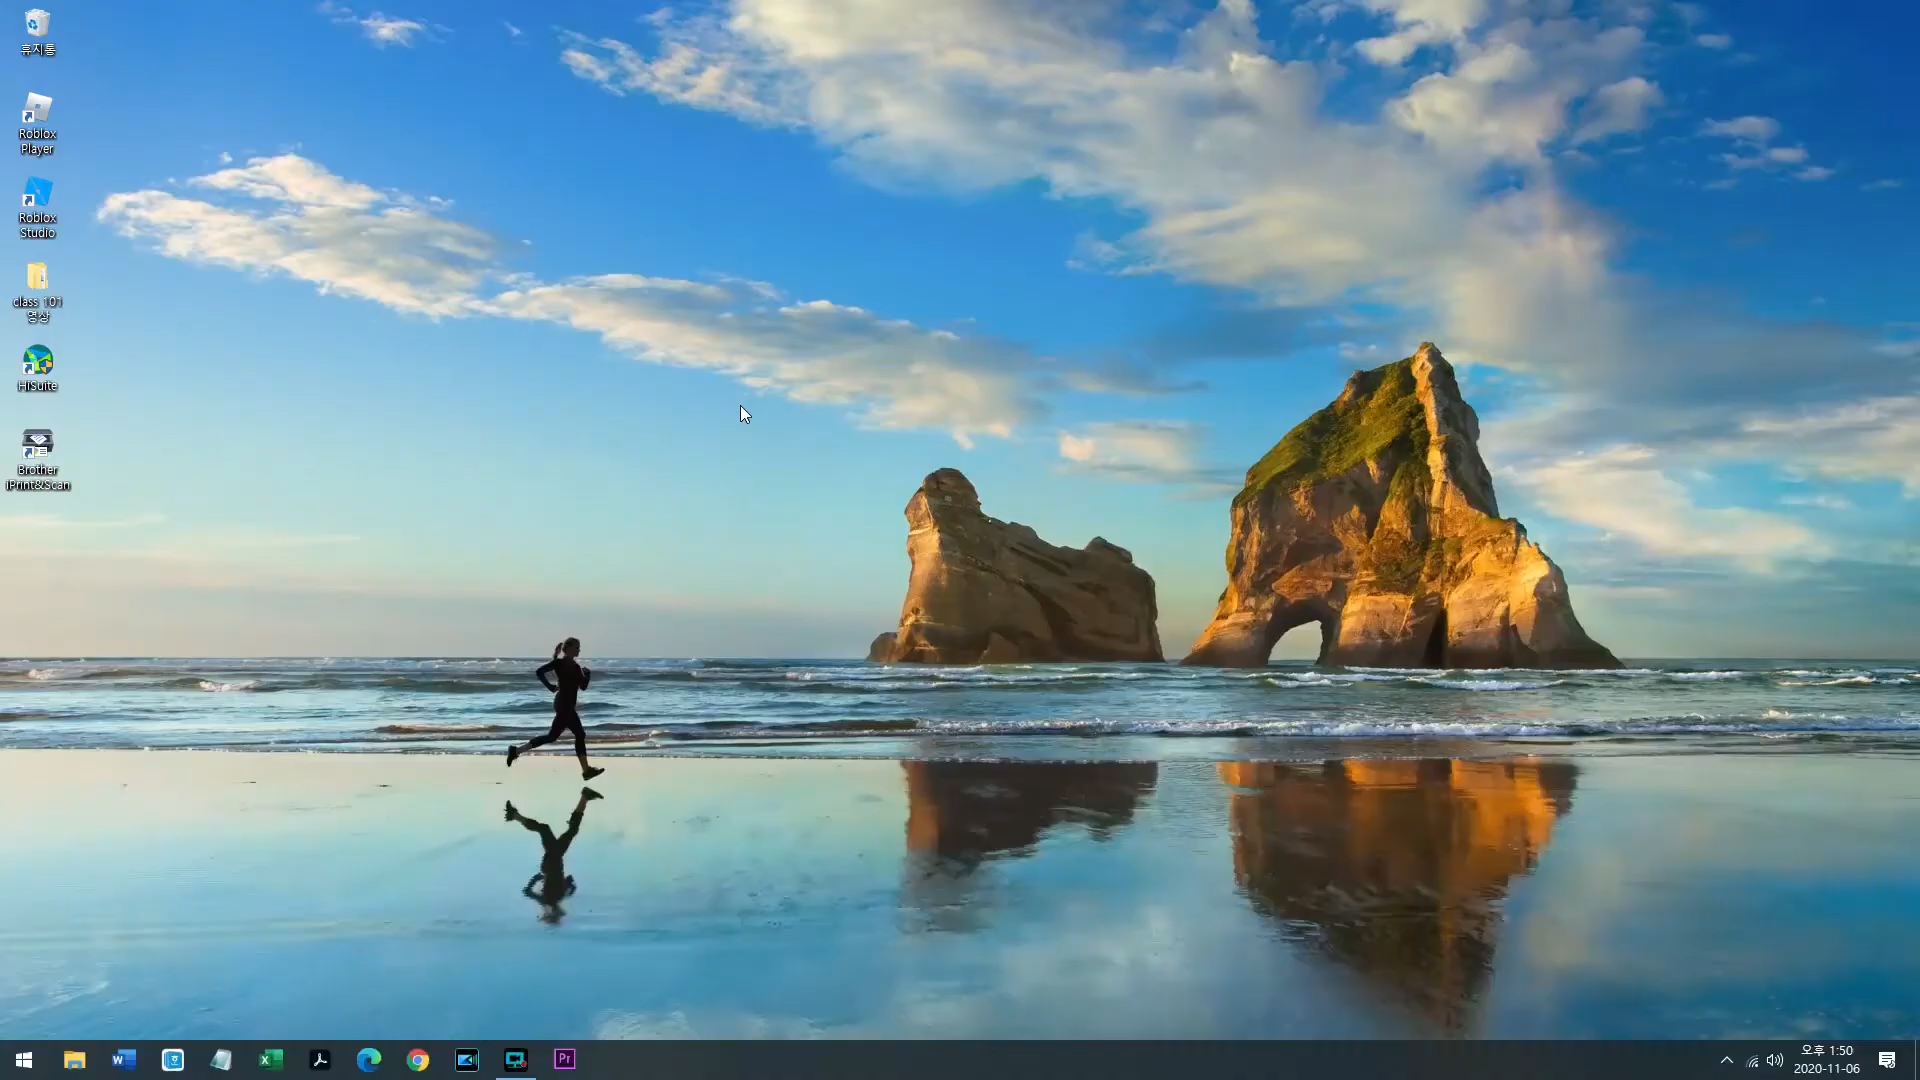 휴지통
Roblox
Player
Roblox
Studio
class 101
영상
HiSuite
Brother
iPrint&Scan
오후 1:50
2020-11-06
Pr